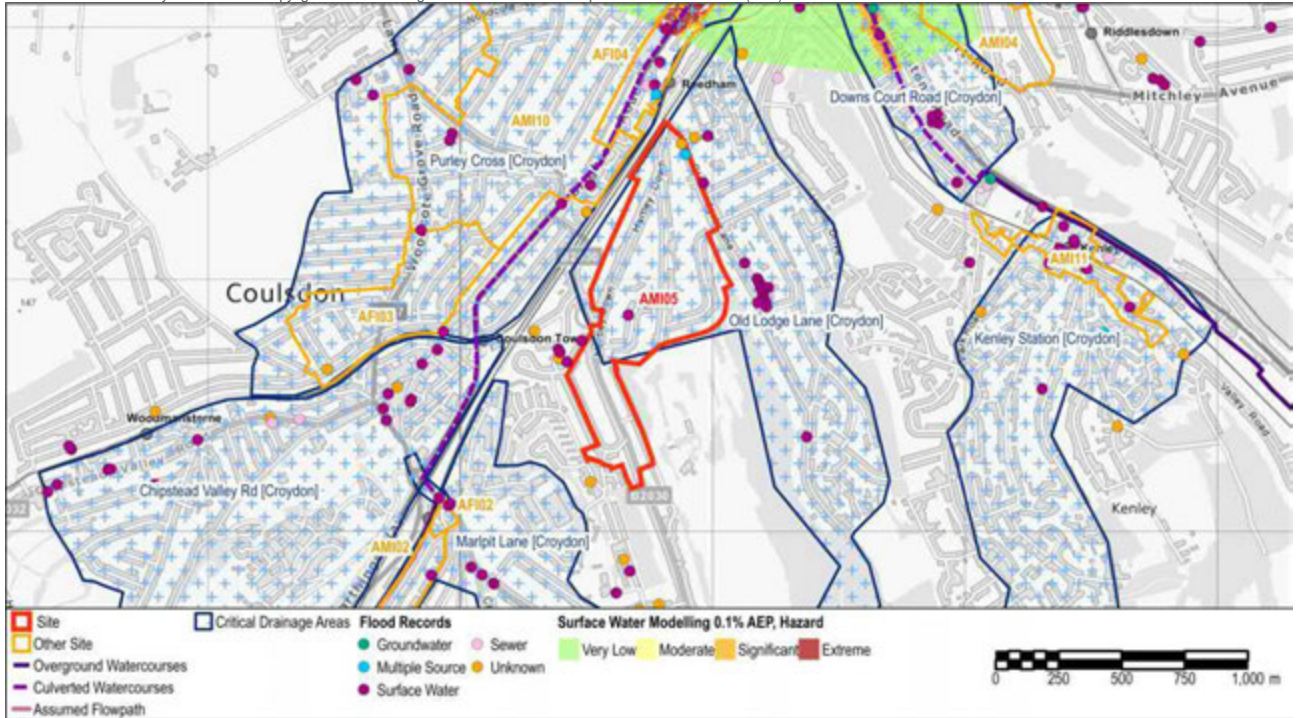 AFI04
AMI04
Riddlesdown
Reedham
Mitchley Avenue
Downs Court Road [Croydon]
AMI10
Purley Cross [Croydon]
Kenley
AMI11
Coulsdon
147
AFI03
AMI05
Old Lodge Lane [Croydon]
Kenley Station [Croydon]
Coulsdon Town
Woodmansterne
Valley Road
Chipstead Valley Rd [Croydon]
B2030
AFI02
Kenley
AMI02
Marlpit Lane [Croydon]
Site
Other Site
Overground Watercourses
Culverted Watercourses
Assumed Flowpath
Critical Drainage Areas
Flood Records
Groundwater
Multiple Source
Surface Water
Sewer
Unknown
Surface Water Modelling 0.1% AEP, Hazard
Very Low
Moderate
Significant
Extreme
0 250 500 750 1,000 m